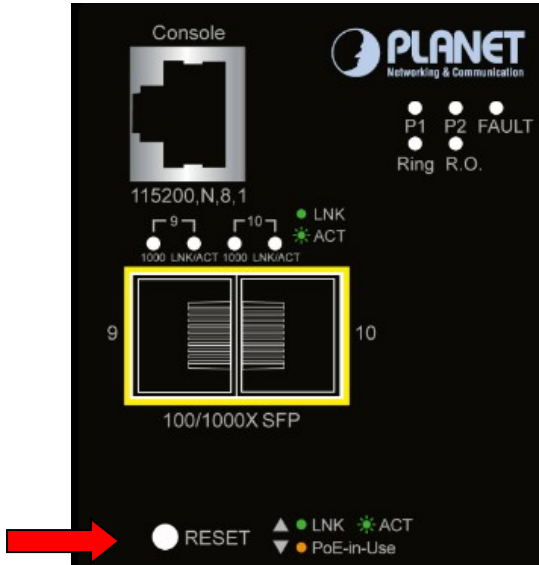 Console
PLANET
Networking & Communication
P1 P2 FAULT
Ring R.O.
115200,N,8,1
9 10
LNK
ACT
1000 LNK/ACT 1000 LNK/ACT
9 10
100/1000X SFP
RESET
LNK ACT
PoE-in-Use